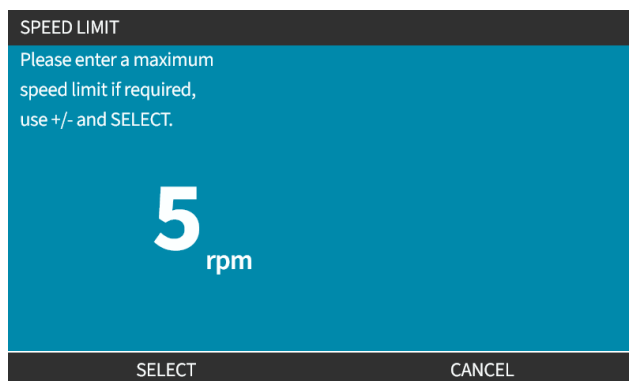 SPEED LIMIT
Please enter a maximum
speed limit if required,
use +/- and SELECT.
5 rpm
SELECT CANCEL